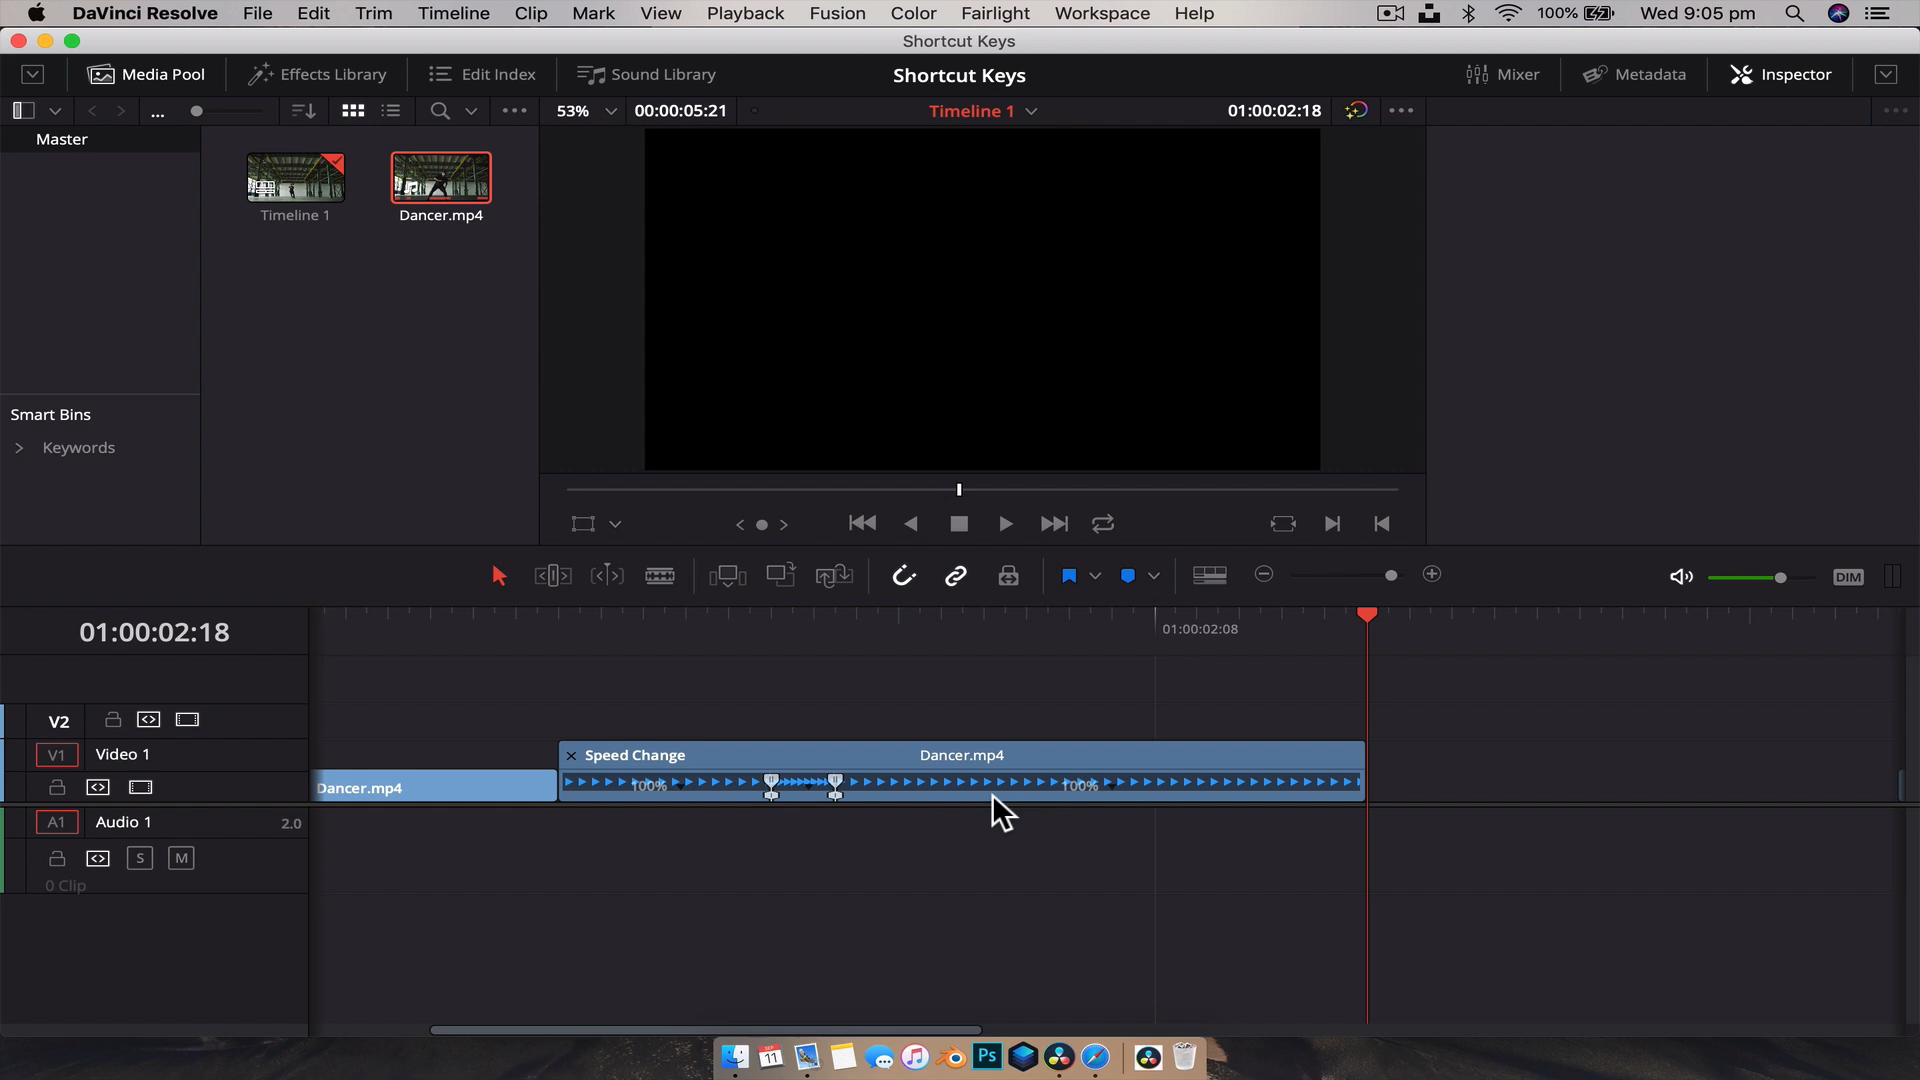 DaVinci Resolve File Edit Trim Timeline Clip Mark View Playback Fusion Color Fairlight Workspace Help 100% Wed 9:05 pm
Shortcut Keys
Media Pool Effects Library Edit Index Sound Library Shortcut Keys Mixer Metadata Inspector
... 53% 00:00:05:21 Timeline 1 01:00:02:18
Master
Timeline 1 Dancer.mp4
Smart Bins
Keywords
DIM
01:00:02:18
01:00:02:08
V2
V1 Video 1
Speed Change Dancer.mp4
Dancer.mp4
100% 100%
A1 Audio 1 2.0
S M
0 Clip
SEP
11
Ps